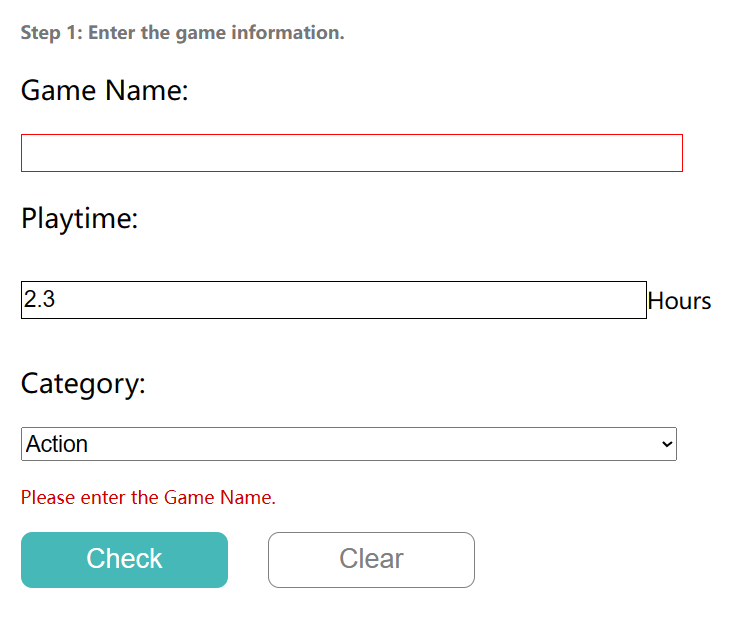 Step 1: Enter the game information.
Game Name:
Playtime:
2.3 Hours
Category:
Action
Please enter the Game Name.
Check Clear